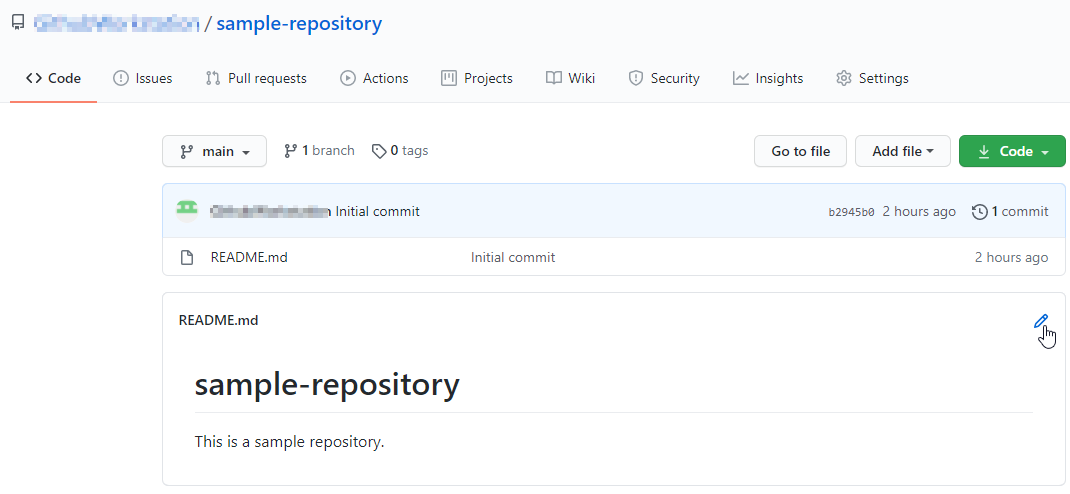 / sample-repository
Code Issues Pull requests Actions Projects Wiki Security Insights Settings
main 1 branch 0 tags Go to file Add file Code
Initial commit b2945b0 2 hours ago 1 commit
README.md Initial commit 2 hours ago
README.md
sample-repository
This is a sample repository.